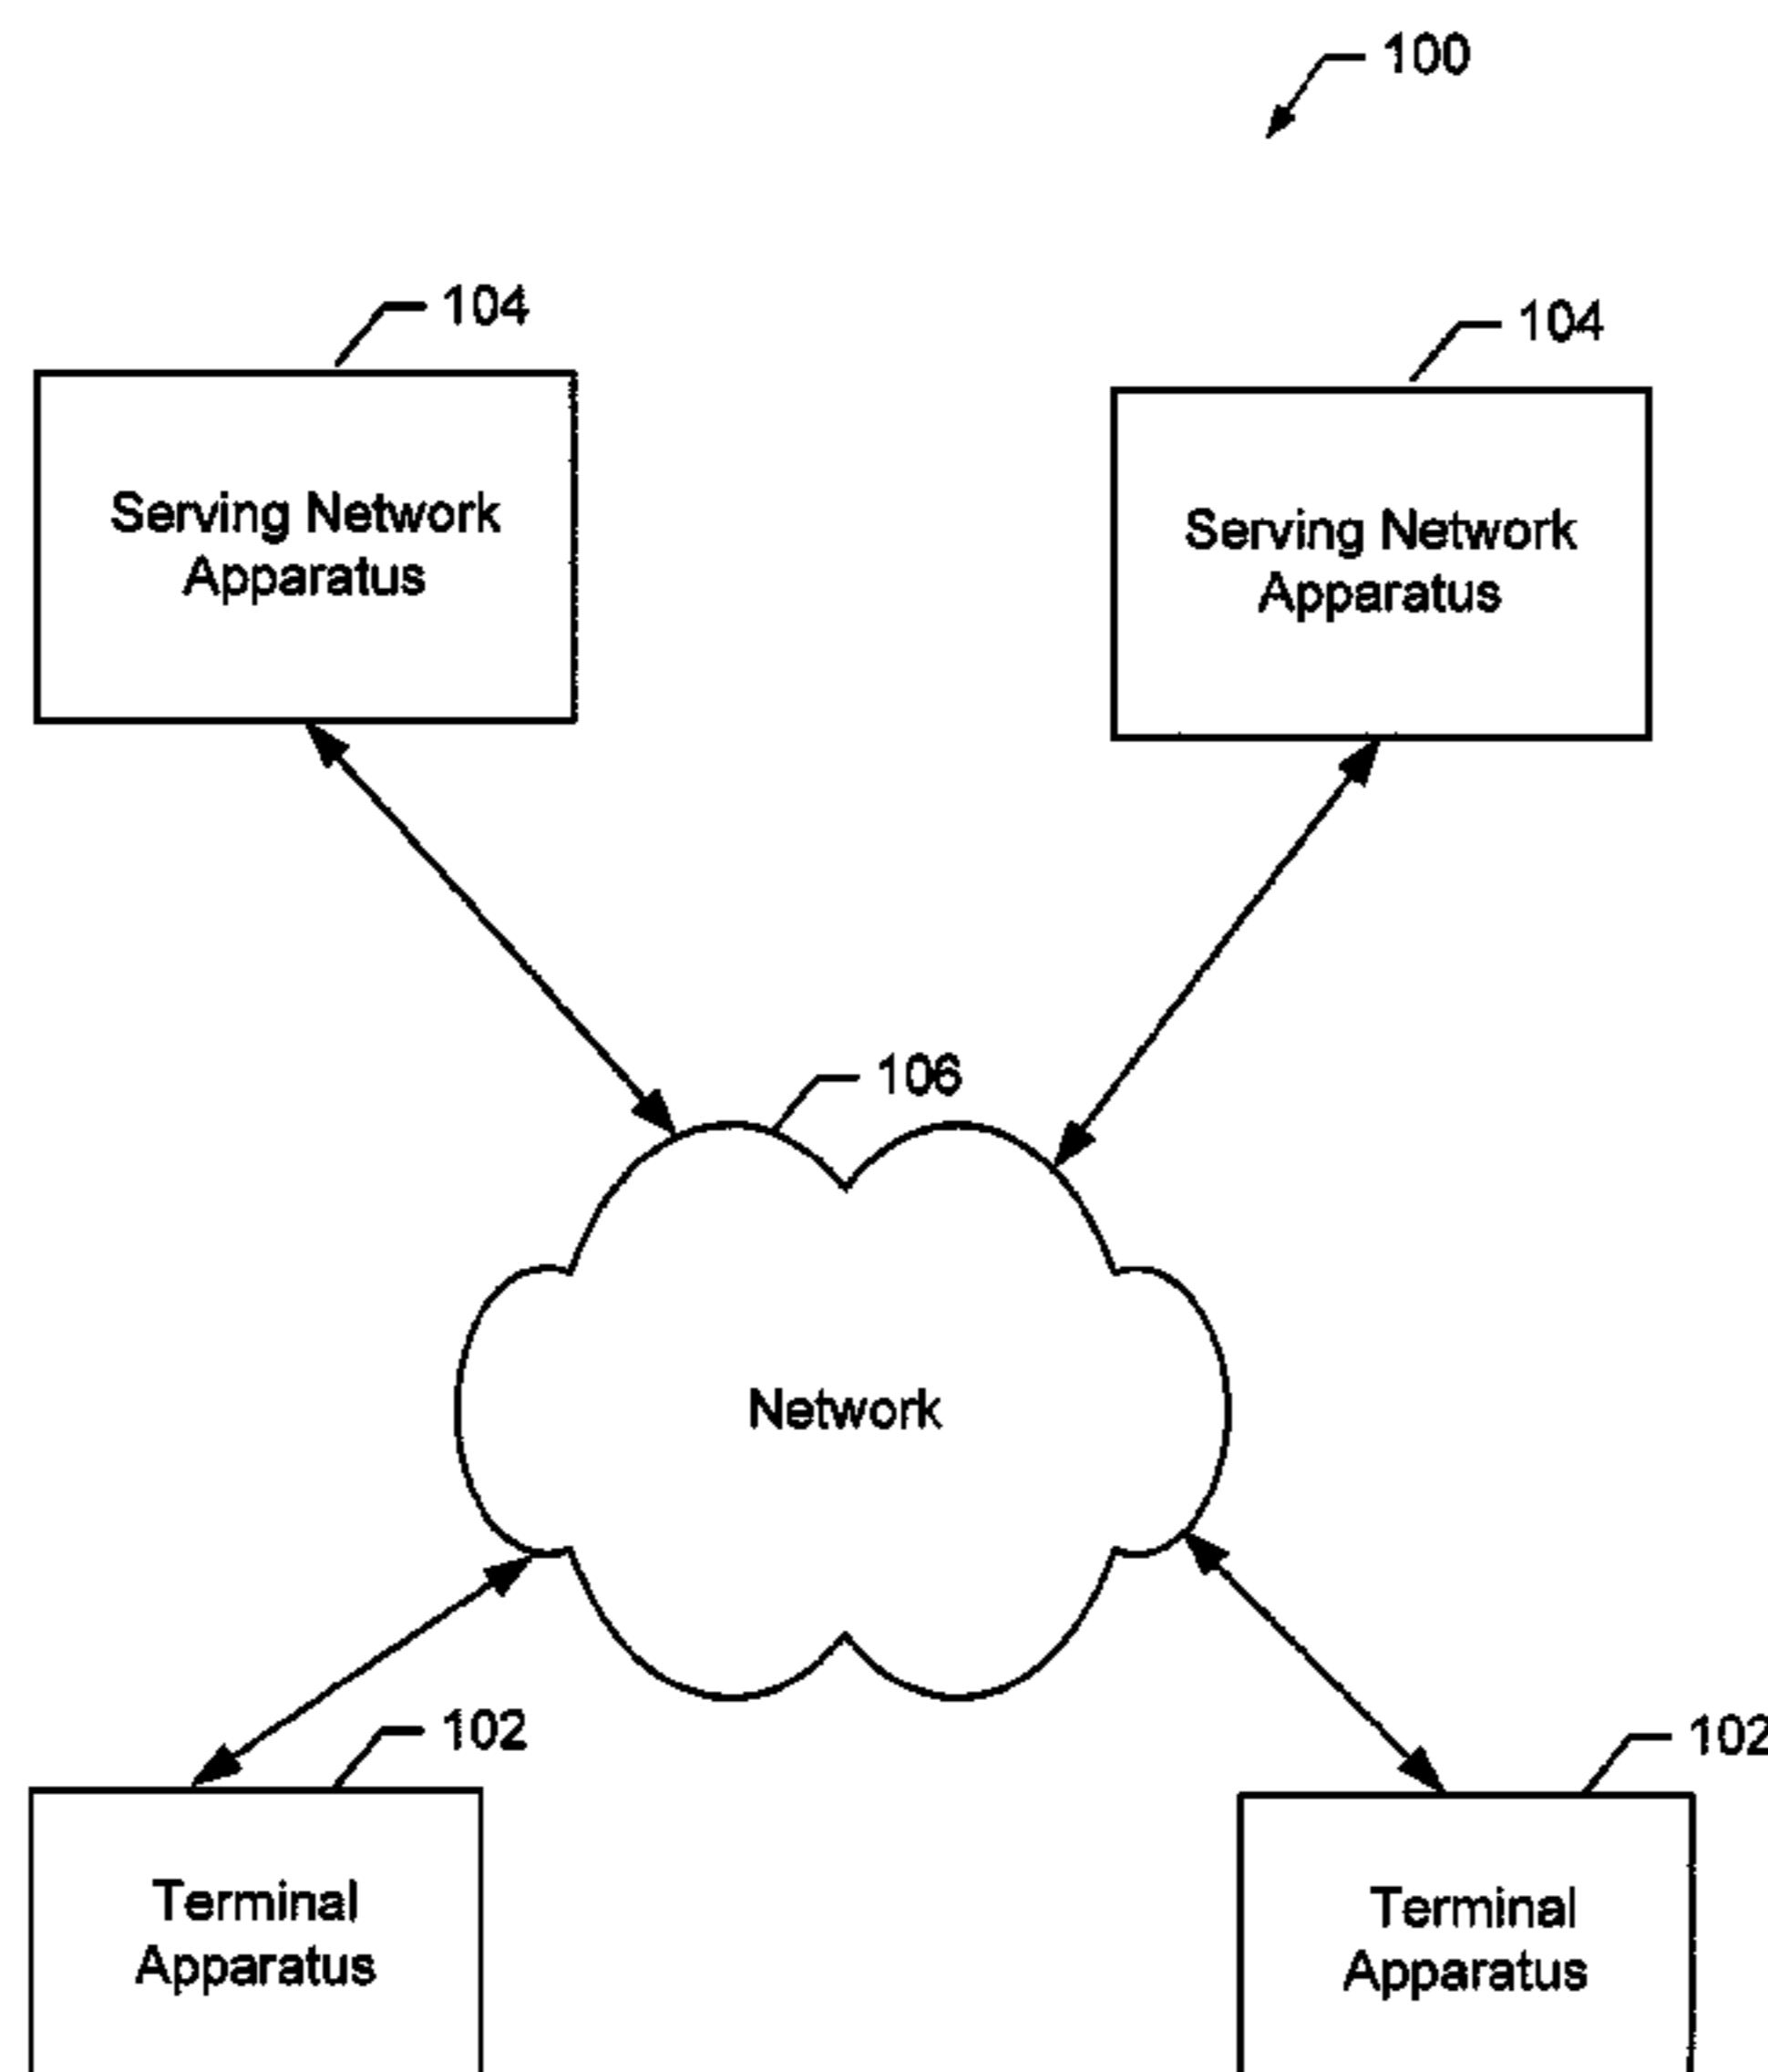 100
104
104
Serving Network
Apparatus
Serving Network
Apparatus
106
Network
102
102
Terminal
Apparatus
Terminal
Apparatus